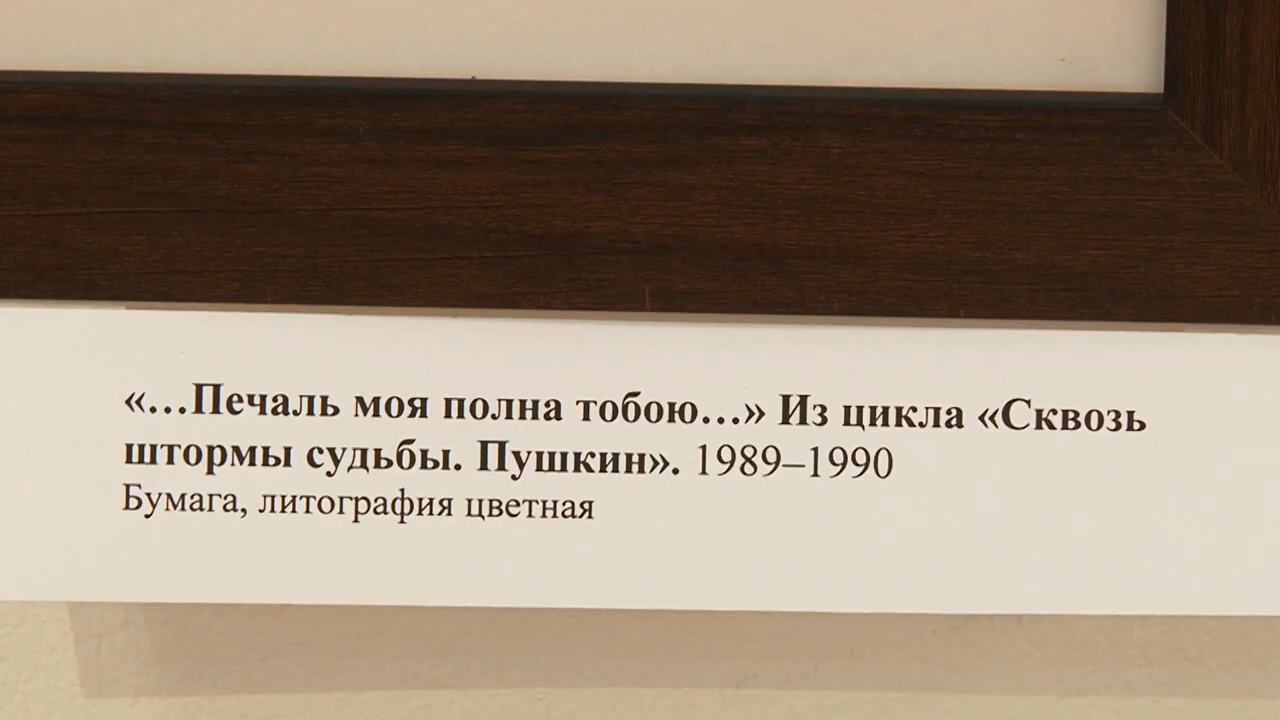 «…Печаль моя полна тобою…» Из цикла «Сквозь
штормы судьбы. Пушкин». 1989–1990
Бумага, литография цветная